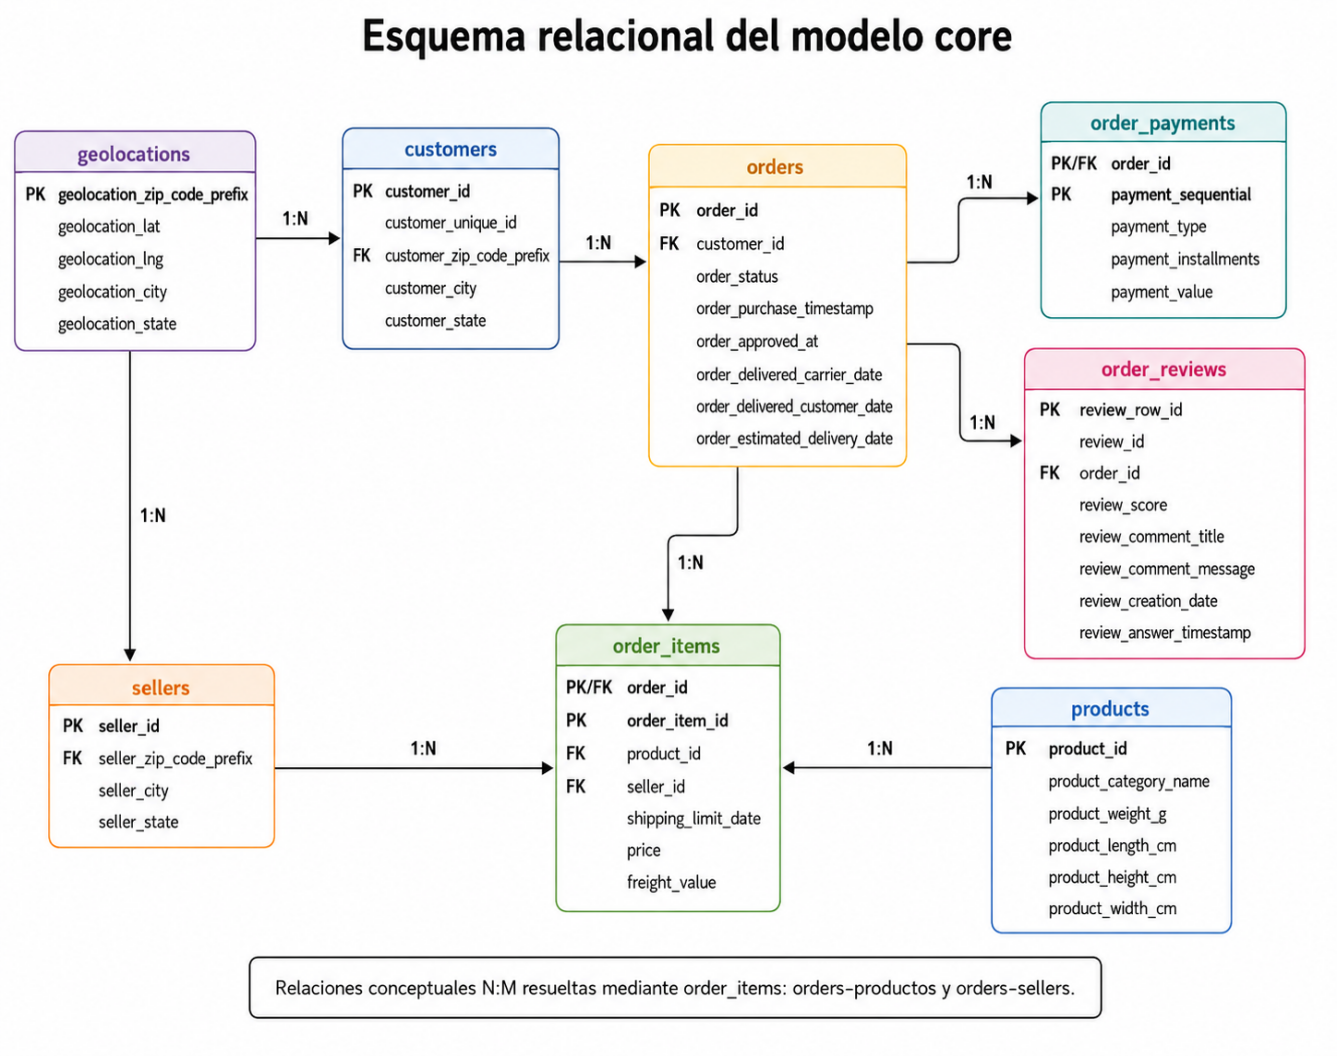 Esquema relacional del modelo core
geolocations
PK geolocation_zip_code_prefix
geolocation_lat
geolocation_lng
geolocation_city
geolocation_state
1:N
customers
PK customer_id
customer_unique_id
FK customer_zip_code_prefix
customer_city
customer_state
1:N
orders
PK order_id
FK customer_id
order_status
order_purchase_timestamp
order_approved_at
order_delivered_carrier_date
order_delivered_customer_date
order_estimated_delivery_date
1:N
order_payments
PK/FK order_id
PK payment_sequential
payment_type
payment_installments
payment_value
1:N
order_reviews
PK review_row_id
review_id
FK order_id
review_score
review_comment_title
review_comment_message
review_creation_date
review_answer_timestamp
1:N
1:N
sellers
PK seller_id
FK seller_zip_code_prefix
seller_city
seller_state
1:N
order_items
PK/FK order_id
PK order_item_id
FK product_id
FK seller_id
shipping_limit_date
price
freight_value
1:N
products
PK product_id
product_category_name
product_weight_g
product_length_cm
product_height_cm
product_width_cm
Relaciones conceptuales N:M resueltas mediante order_items: orders-productos y orders-sellers.